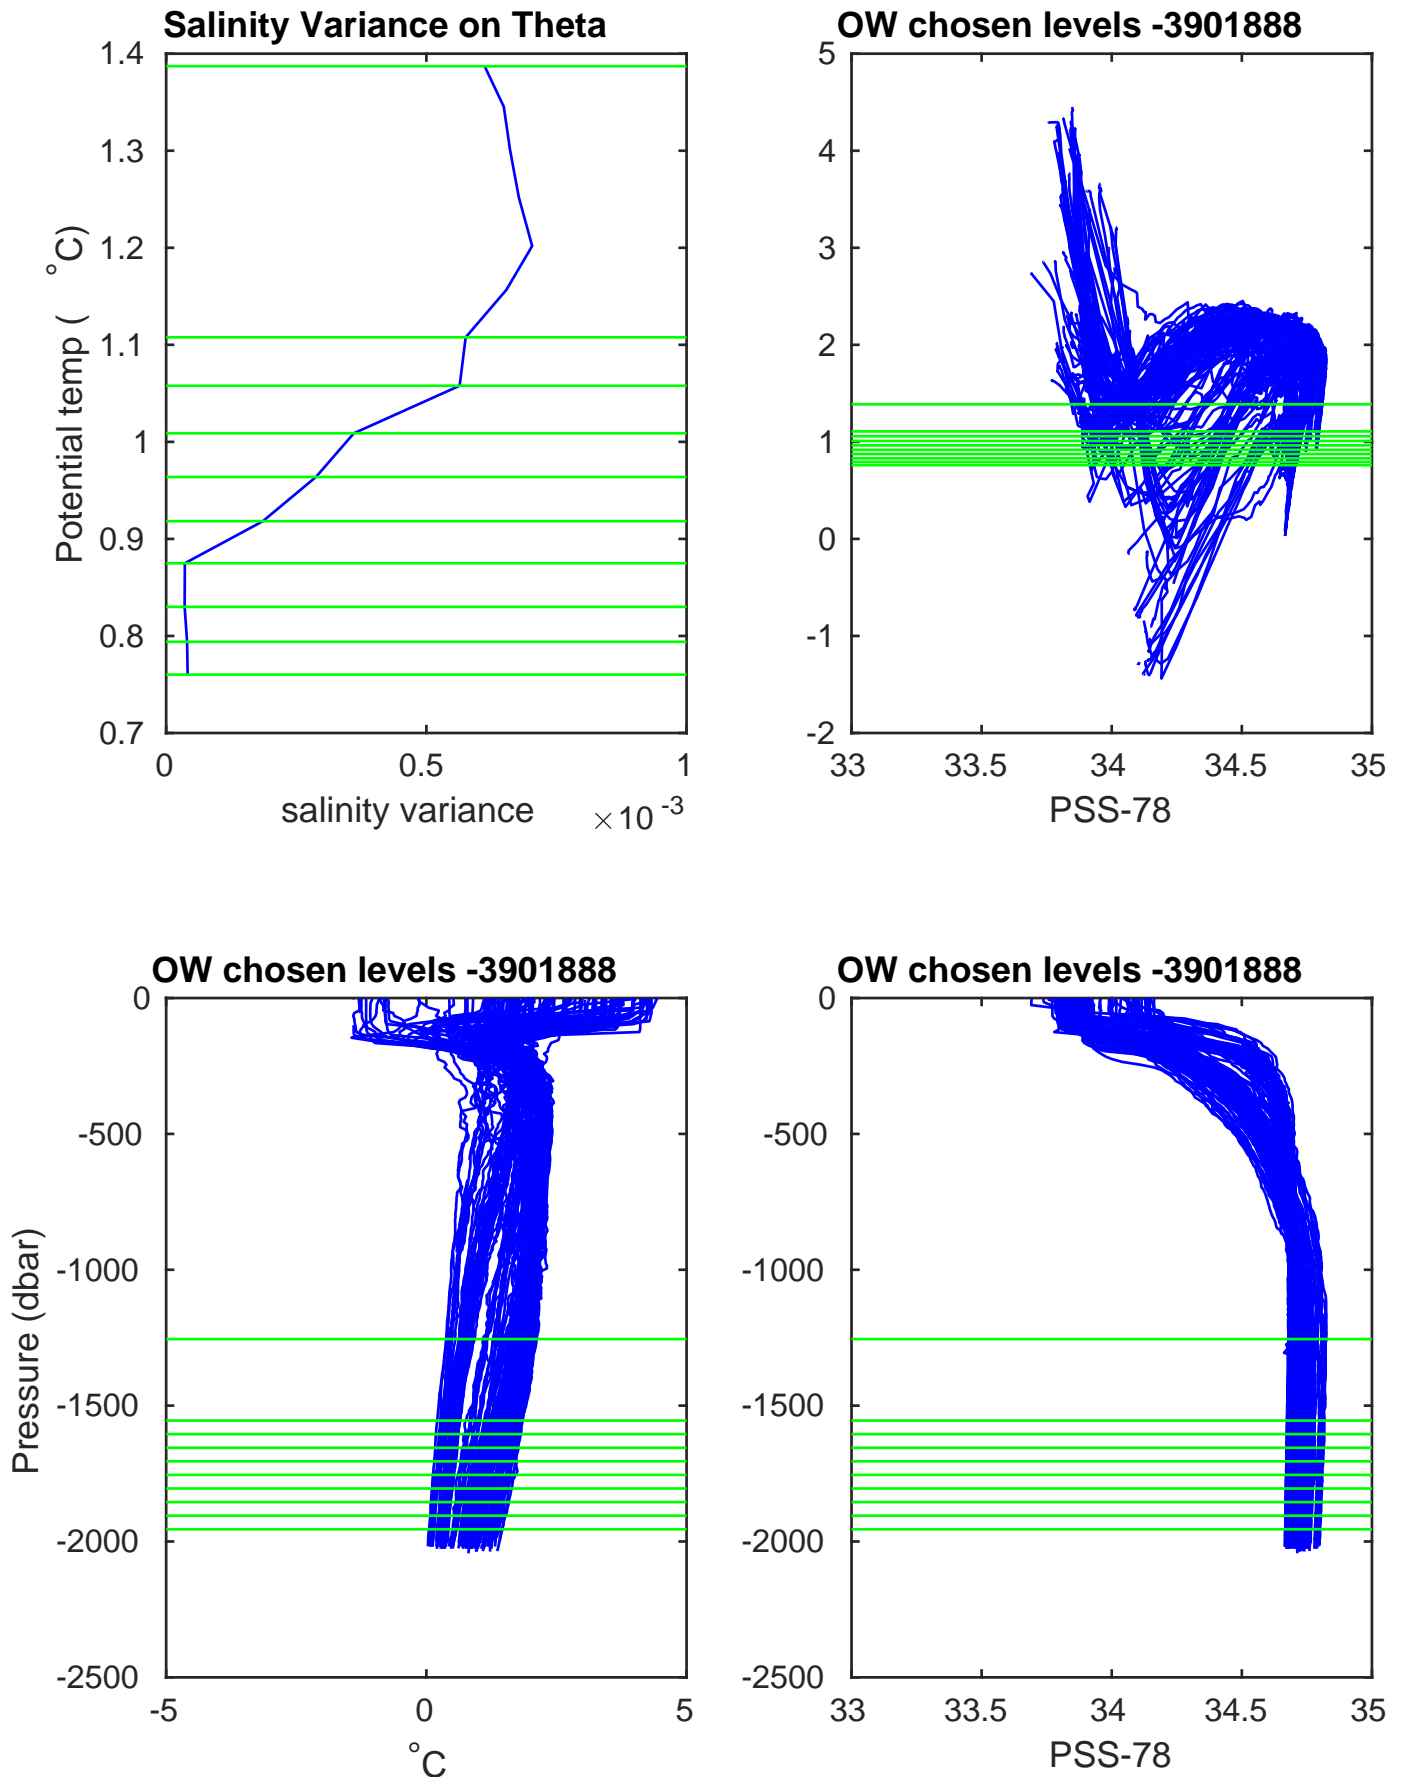 Salinity Variance on Theta
1.4
1.3
1.2
1.1
1
0.9
0.8
0.7
0 0.5 1
salinity variance ×10 -3
Potential temp ( °C)
OW chosen levels -3901888
5
4
3
2
1
0
-1
-2
33 33.5 34 34.5 35
PSS-78
OW chosen levels -3901888
0
-500
-1000
-1500
-2000
-2500
-5 0 5
°C
Pressure (dbar)
OW chosen levels -3901888
0
-500
-1000
-1500
-2000
-2500
33 33.5 34 34.5 35
PSS-78